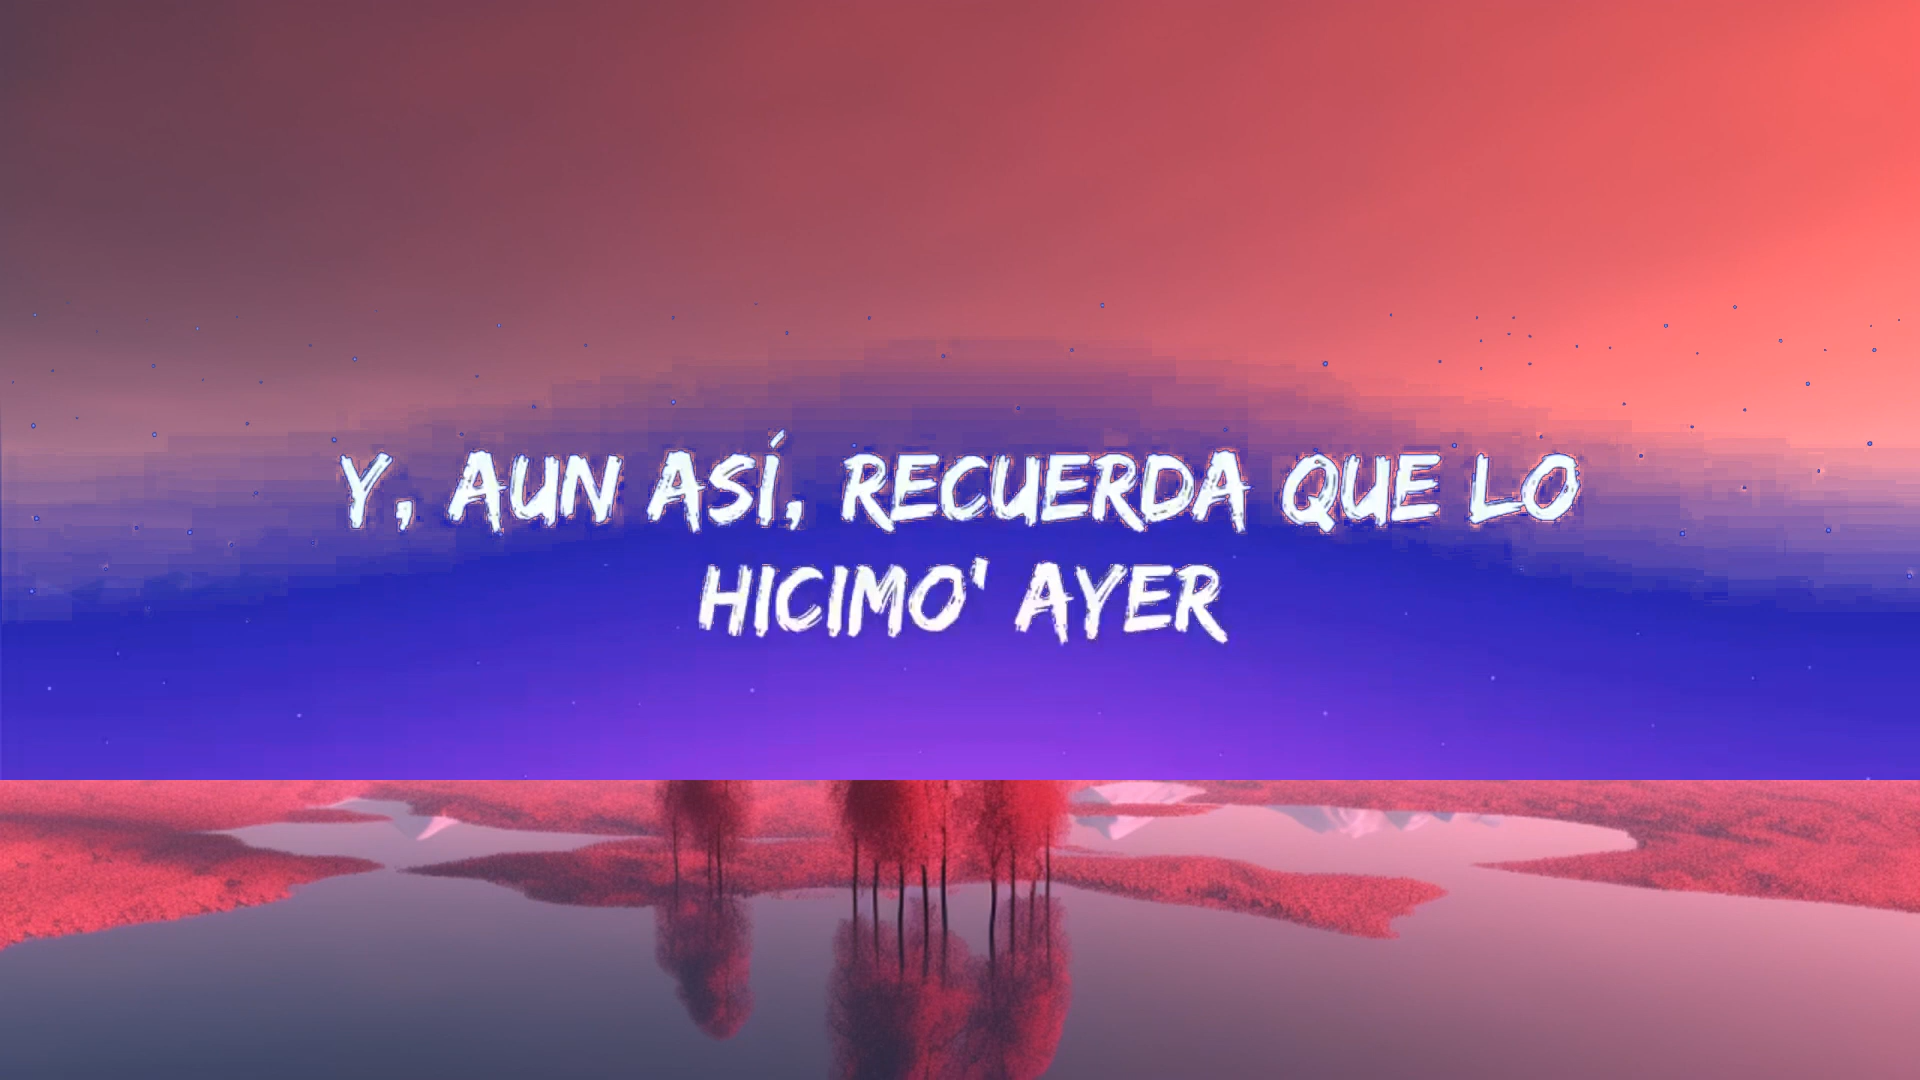 Y, AUN ASÍ, RECUERDA QUE LO
HICIMO' AYER